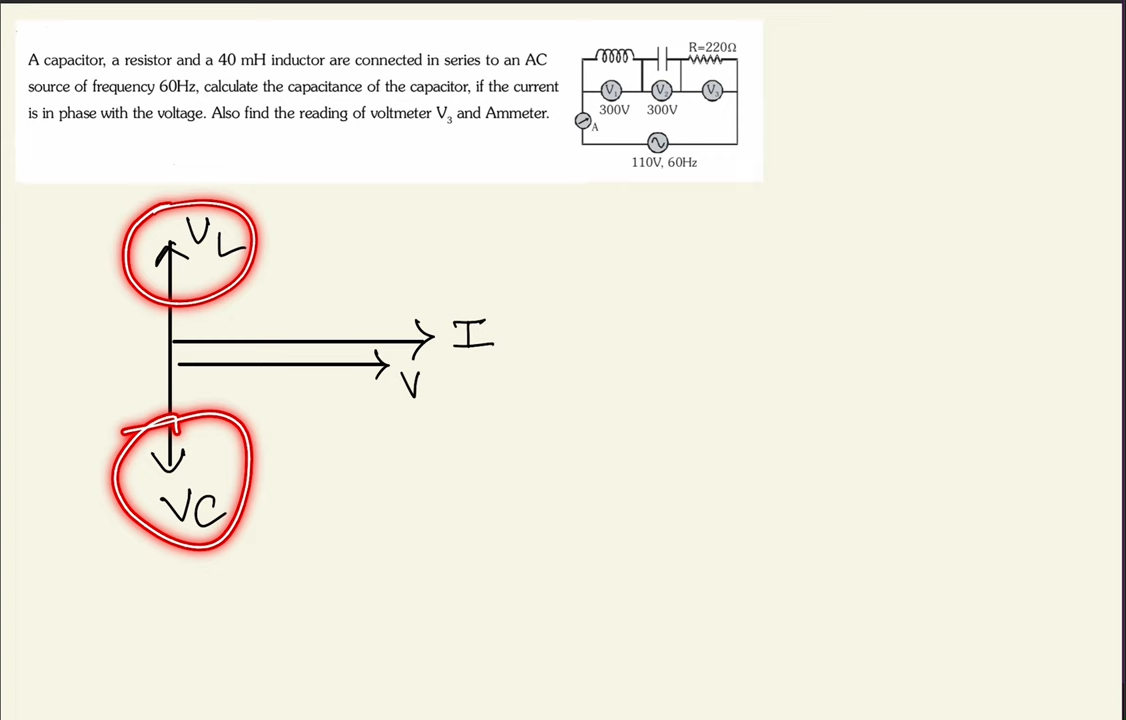 A capacitor, a resistor and a 40 mH inductor are connected in series to an AC
source of frequency 60Hz, calculate the capacitance of the capacitor, if the current
is in phase with the voltage. Also find the reading of voltmeter V₃ and Ammeter.
R=220Ω
V₁ V₂ V₃
300V 300V
A
110V, 60Hz
VL
I
V
VC